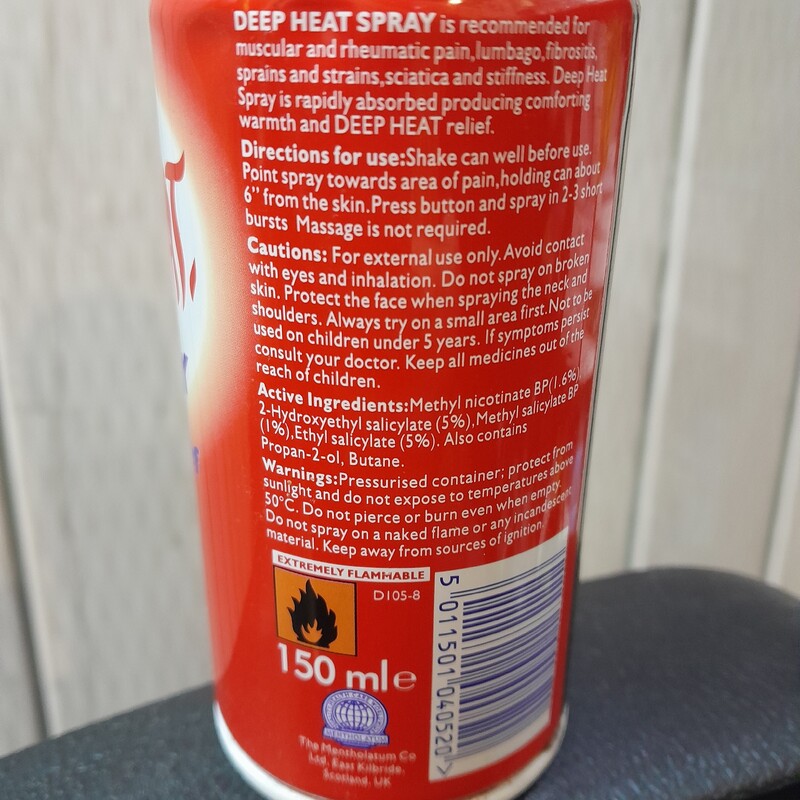 DEEP HEAT SPRAY is recommended for
muscular and rheumatic pain, lumbago, fibrositis,
sprains and strains, sciatica and stiffness. Deep Heat
Spray is rapidly absorbed producing comforting
warmth and DEEP HEAT relief.
Directions for use: Shake can well before use.
Point spray towards area of pain, holding can about
6" from the skin. Press button and spray in 2-3 short
bursts Massage is not required.
Cautions: For external use only. Avoid contact
with eyes and inhalation. Do not spray on broken
skin. Protect the face when spraying the neck and
shoulders. Always try on a small area first. Not to be
used on children under 5 years. If symptoms persist
consult your doctor. Keep all medicines out of the
reach of children.
Active Ingredients: Methyl nicotinate BP (1.6%)
2-Hydroxyethyl salicylate (5%), Methyl salicylate BP
(1%), Ethyl salicylate (5%). Also contains
Propan-2-ol, Butane.
Warnings: Pressurised container; protect from
sunlight and do not expose to temperatures above
50°C. Do not pierce or burn even when empty.
Do not spray on a naked flame or any incandescent
material. Keep away from sources of ignition.
EXTREMELY FLAMMABLE
D105-8
150 ml e
MENTHOLATUM
The Mentholatum Co
Ltd, East Kilbride,
Scotland, UK
5 011501 040520 >
T.